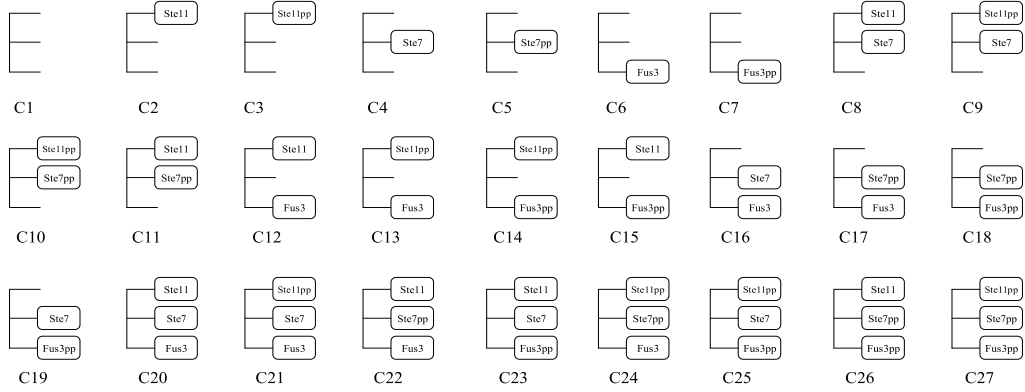 Ste11 Ste11pp Ste11 Ste11pp
Ste7 Ste7pp Ste7 Ste7
Fus3 Fus3pp
C1 C2 C3 C4 C5 C6 C7 C8 C9
Ste11pp Ste11 Ste11 Ste11pp Ste11pp Ste11
Ste7pp Ste7pp Ste7 Ste7pp Ste7pp
Fus3 Fus3 Fus3pp Fus3pp Fus3 Fus3 Fus3pp
C10 C11 C12 C13 C14 C15 C16 C17 C18
Ste11 Ste11pp Ste11 Ste11 Ste11pp Ste11pp Ste11 Ste11pp
Ste7 Ste7 Ste7 Ste7pp Ste7 Ste7pp Ste7 Ste7pp Ste7pp
Fus3pp Fus3 Fus3 Fus3 Fus3pp Fus3 Fus3pp Fus3pp Fus3pp
C19 C20 C21 C22 C23 C24 C25 C26 C27